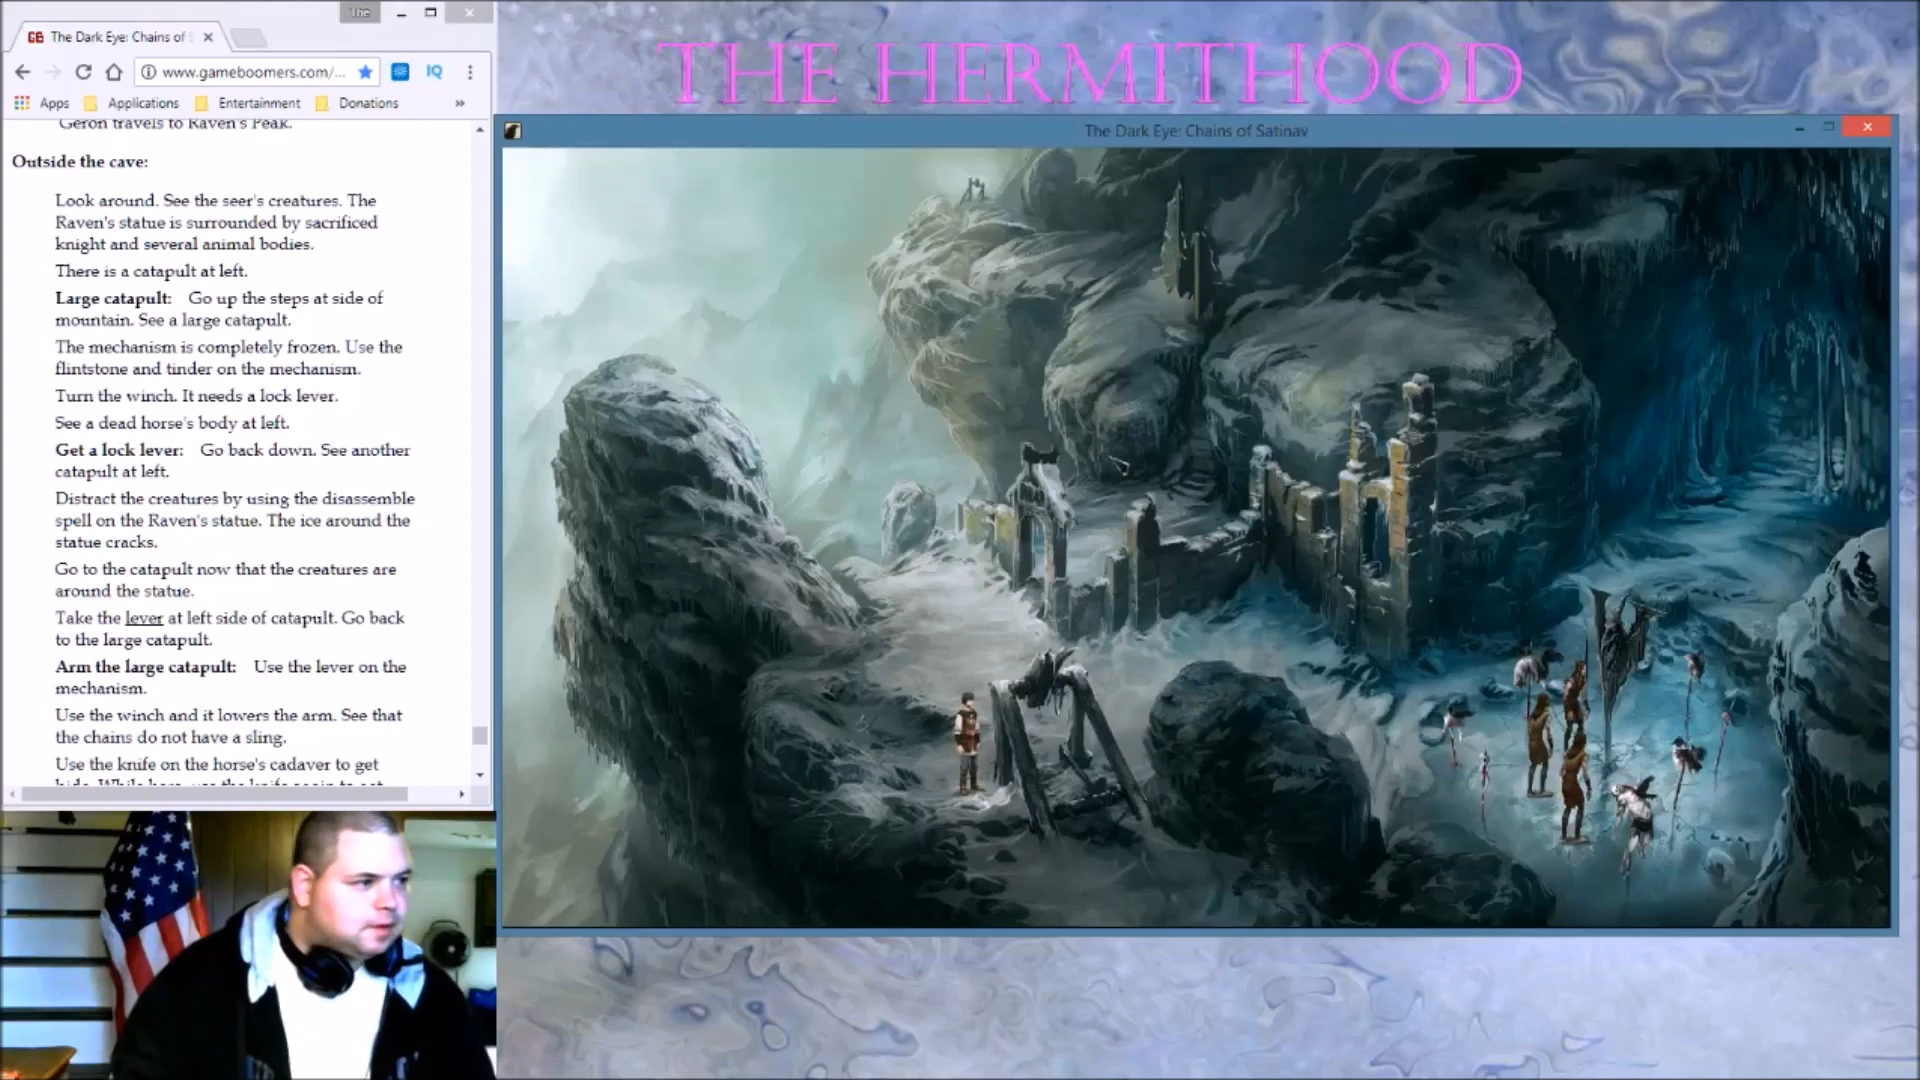 The
The Dark Eye: Chains of
www.gameboomers.com/...
IQ
Apps
Applications
Entertainment
Donations
»
Geron travels to Raven's Peak.
Outside the cave:
Look around. See the seer's creatures. The
Raven's statue is surrounded by sacrificed
knight and several animal bodies.
There is a catapult at left.
Large catapult: Go up the steps at side of
mountain. See a large catapult.
The mechanism is completely frozen. Use the
flintstone and tinder on the mechanism.
Turn the winch. It needs a lock lever.
See a dead horse's body at left.
Get a lock lever: Go back down. See another
catapult at left.
Distract the creatures by using the disassemble
spell on the Raven's statue. The ice around the
statue cracks.
Go to the catapult now that the creatures are
around the statue.
Take the lever at left side of catapult. Go back
to the large catapult.
Arm the large catapult: Use the lever on the
mechanism.
Use the winch and it lowers the arm. See that
the chains do not have a sling.
Use the knife on the horse's cadaver to get
THE HERMITHOOD
The Dark Eye: Chains of Satinav